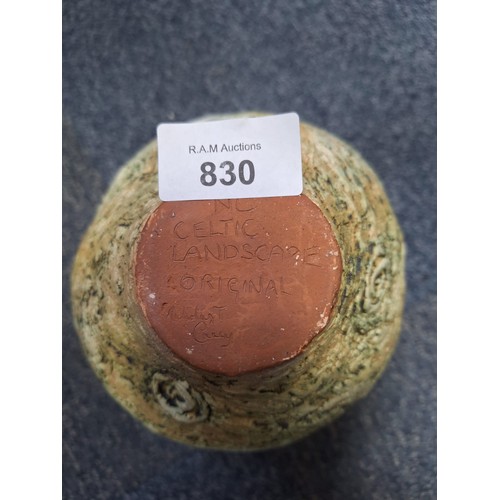 R.A.M Auctions
830
CELTIC
LANDSCAPE
ORIGINAL